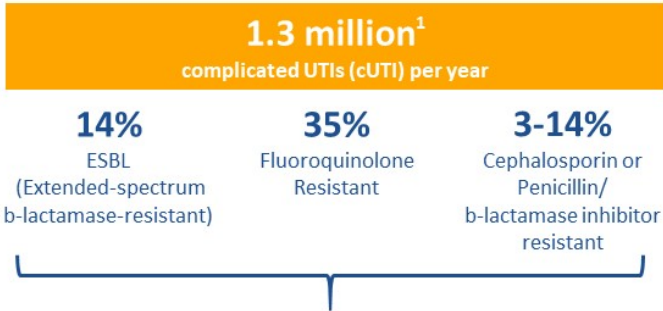 1.3 million¹
complicated UTIs (cUTI) per year
14%
ESBL
(Extended-spectrum
b-lactamase-resistant)
35%
Fluoroquinolone
Resistant
3-14%
Cephalosporin or
Penicillin/
b-lactamase inhibitor
resistant